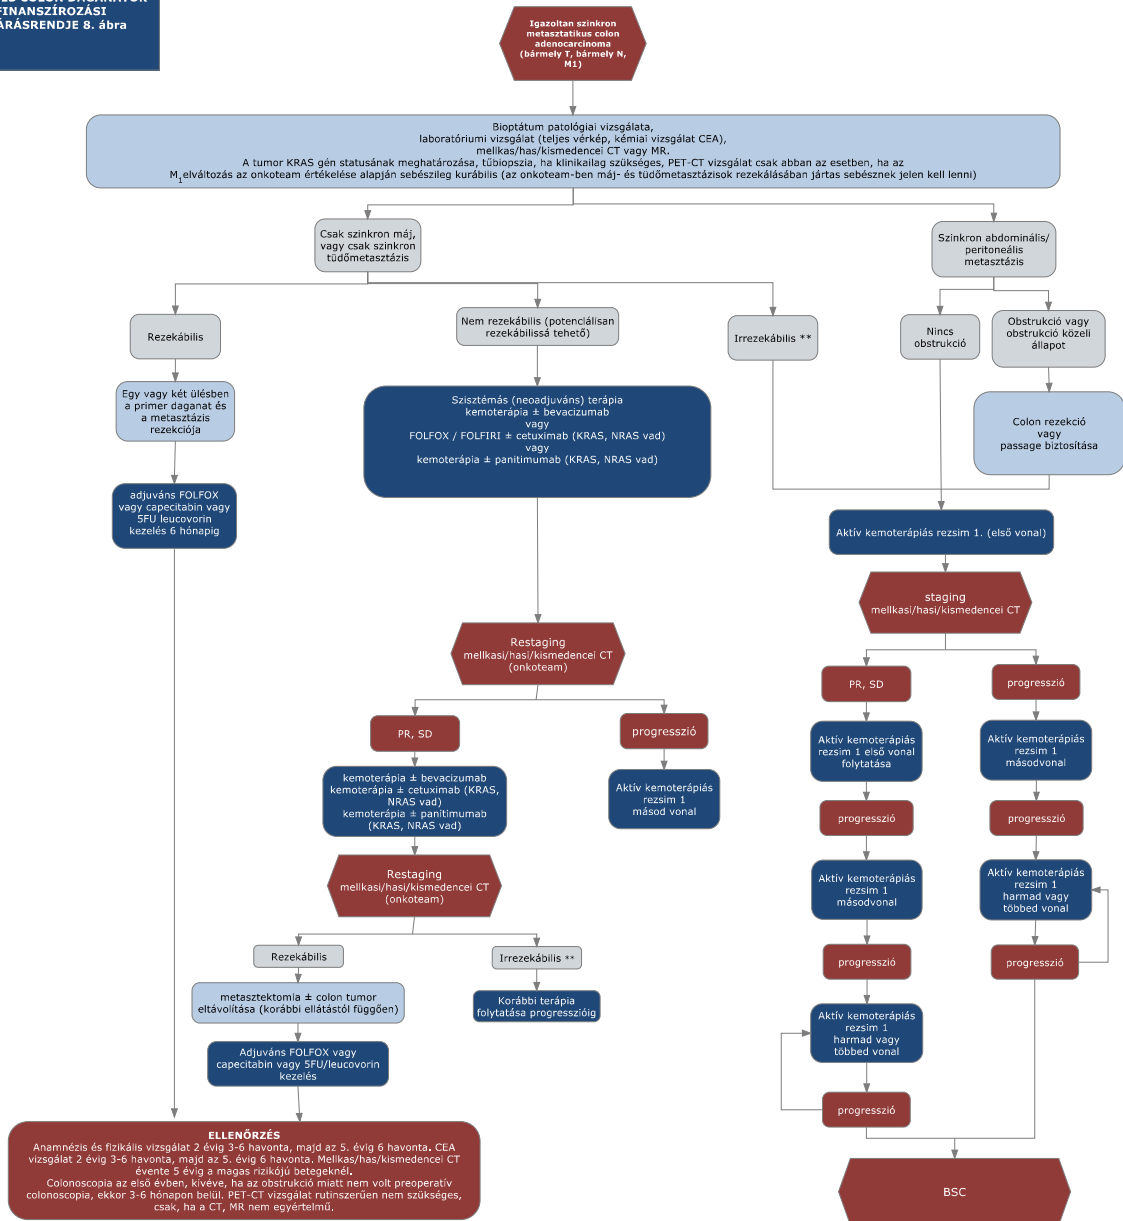 FINANSZÍROZÁSI
ÁRÁSRENDJE 8. ábra
Igazoltan szinkron
metasztatikus colon
adenocarcinoma
(bármely T, bármely N,
M1)
Bioptátum patológiai vizsgálata,
laboratóriumi vizsgálat (teljes vérkép, kémiai vizsgálat CEA),
mellkas/has/kismedencei CT vagy MR.
A tumor KRAS gén statusának meghatározása, tűbiopszia, ha klinikailag szükséges, PET-CT vizsgálat csak abban az esetben, ha az
M1elváltozás az onkoteam értékelése alapján sebészileg kurábilis (az onkoteam-ben máj- és tüdőmetasztázisok rezekálásában jártas sebésznek jelen kell lenni)
Csak szinkron máj,
vagy csak szinkron
tüdőmetasztázis
Szinkron abdominális/
peritoneális
metasztázis
Rezekábilis
Nem rezekábilis (potenciálisan
rezekábilissá tehető)
Irrezekábilis **
Nincs
obstrukció
Obstrukció vagy
obstrukció közeli
állapot
Egy vagy két ülésben
a primer daganat és
a metasztázis
rezekciója
Szisztémás (neoadjuváns) terápia
kemoterápia ± bevacizumab
vagy
FOLFOX / FOLFIRI ± cetuximab (KRAS, NRAS vad)
vagy
kemoterápia ± panitimumab (KRAS, NRAS vad)
Colon rezekció
vagy
passage biztosítása
adjuváns FOLFOX
vagy capecitabin vagy
5FU leucovorin
kezelés 6 hónapig
Aktív kemoterápiás rezsim 1. (első vonal)
staging
mellkasi/hasi/kismedencei CT
Restaging
mellkasi/hasi/kismedencei CT
(onkoteam)
PR, SD
progresszió
PR, SD
progresszió
Aktív kemoterápiás
rezsim 1 első vonal
folytatása
Aktív kemoterápiás
rezsim 1
másodvonal
kemoterápia ± bevacizumab
kemoterápia ± cetuximab (KRAS,
NRAS vad)
kemoterápia ± panitimumab
(KRAS, NRAS vad)
Aktív kemoterápiás
rezsim 1
másod vonal
progresszió
progresszió
Restaging
mellkasi/hasi/kismedencei CT
(onkoteam)
Aktív kemoterápiás
rezsim 1
másodvonal
Aktív kemoterápiás
rezsim 1
harmad vagy
többed vonal
Rezekábilis
Irrezekábilis **
progresszió
progresszió
metasztektomia ± colon tumor
eltávolítása (korábbi ellátástól függően)
Korábbi terápia
folytatása progresszióig
Aktív kemoterápiás
rezsim 1
harmad vagy
többed vonal
Adjuváns FOLFOX vagy
capecitabin vagy 5FU/leucovorin
kezelés
progresszió
ELLENŐRZÉS
Anamnézis és fizikális vizsgálat 2 évig 3-6 havonta, majd az 5. évig 6 havonta. CEA
vizsgálat 2 évig 3-6 havonta, majd az 5. évig 6 havonta. Mellkas/has/kismedencei CT
évente 5 évig a magas rizikójú betegeknél.
Colonoscopia az első évben, kivéve, ha az obstrukció miatt nem volt preoperatív
colonoscopia, ekkor 3-6 hónapon belül. PET-CT vizsgálat rutinszerűen nem szükséges,
csak, ha a CT, MR nem egyértelmű.
BSC